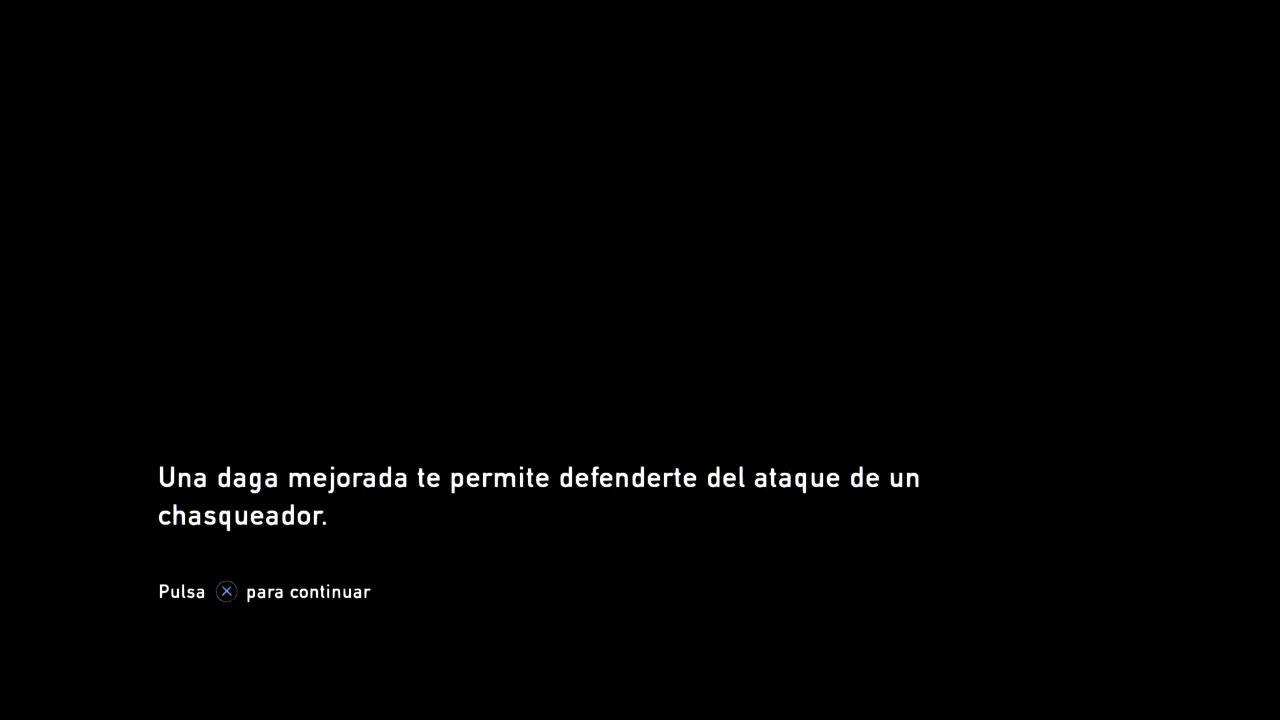 Una daga mejorada te permite defenderte del ataque de un
chasqueador.
Pulsa ⓧ para continuar